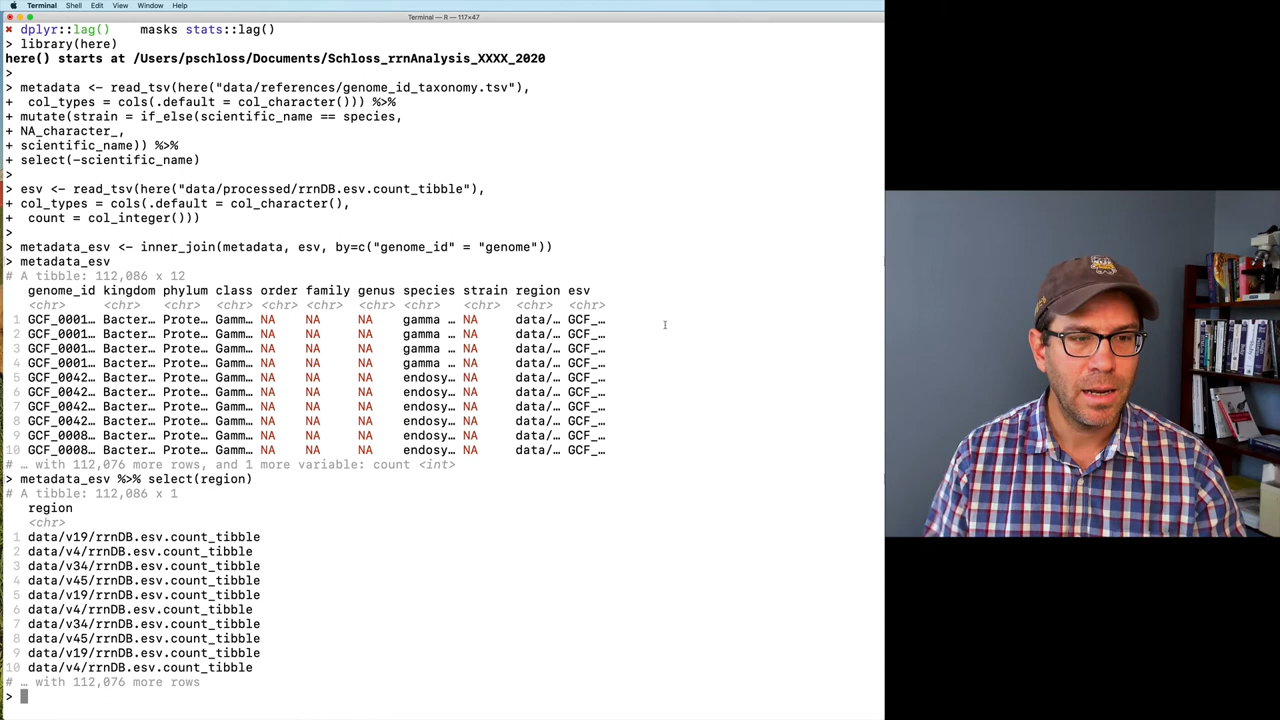 Terminal Shell Edit View Window Help
Terminal — R — 117×47
✖ dplyr::lag()    masks stats::lag()
> library(here)
here() starts at /Users/pschloss/Documents/Schloss_rrnAnalysis_XXXX_2020
>
> metadata <- read_tsv(here("data/references/genome_id_taxonomy.tsv"),
+  col_types = cols(.default = col_character())) %>%
+ mutate(strain = if_else(scientific_name == species,
+ NA_character_,
+ scientific_name)) %>%
+ select(-scientific_name)
>
> esv <- read_tsv(here("data/processed/rrnDB.esv.count_tibble"),
+ col_types = cols(.default = col_character(),
+  count = col_integer()))
>
> metadata_esv <- inner_join(metadata, esv, by=c("genome_id" = "genome"))
> metadata_esv
# A tibble: 112,086 x 12
   genome_id kingdom phylum class order family genus species strain region esv
   <chr>     <chr>   <chr>  <chr> <chr> <chr>  <chr> <chr>   <chr>  <chr>  <chr>
 1 GCF_0001… Bacter… Prote… Gamm… NA    NA     NA    gamma … NA     data/… GCF_…
 2 GCF_0001… Bacter… Prote… Gamm… NA    NA     NA    gamma … NA     data/… GCF_…
 3 GCF_0001… Bacter… Prote… Gamm… NA    NA     NA    gamma … NA     data/… GCF_…
 4 GCF_0001… Bacter… Prote… Gamm… NA    NA     NA    gamma … NA     data/… GCF_…
 5 GCF_0042… Bacter… Prote… Gamm… NA    NA     NA    endosy… NA     data/… GCF_…
 6 GCF_0042… Bacter… Prote… Gamm… NA    NA     NA    endosy… NA     data/… GCF_…
 7 GCF_0042… Bacter… Prote… Gamm… NA    NA     NA    endosy… NA     data/… GCF_…
 8 GCF_0042… Bacter… Prote… Gamm… NA    NA     NA    endosy… NA     data/… GCF_…
 9 GCF_0008… Bacter… Prote… Gamm… NA    NA     NA    endosy… NA     data/… GCF_…
10 GCF_0008… Bacter… Prote… Gamm… NA    NA     NA    endosy… NA     data/… GCF_…
# … with 112,076 more rows, and 1 more variable: count <int>
> metadata_esv %>% select(region)
# A tibble: 112,086 x 1
   region
   <chr>
 1 data/v19/rrnDB.esv.count_tibble
 2 data/v4/rrnDB.esv.count_tibble
 3 data/v34/rrnDB.esv.count_tibble
 4 data/v45/rrnDB.esv.count_tibble
 5 data/v19/rrnDB.esv.count_tibble
 6 data/v4/rrnDB.esv.count_tibble
 7 data/v34/rrnDB.esv.count_tibble
 8 data/v45/rrnDB.esv.count_tibble
 9 data/v19/rrnDB.esv.count_tibble
10 data/v4/rrnDB.esv.count_tibble
# … with 112,076 more rows
>